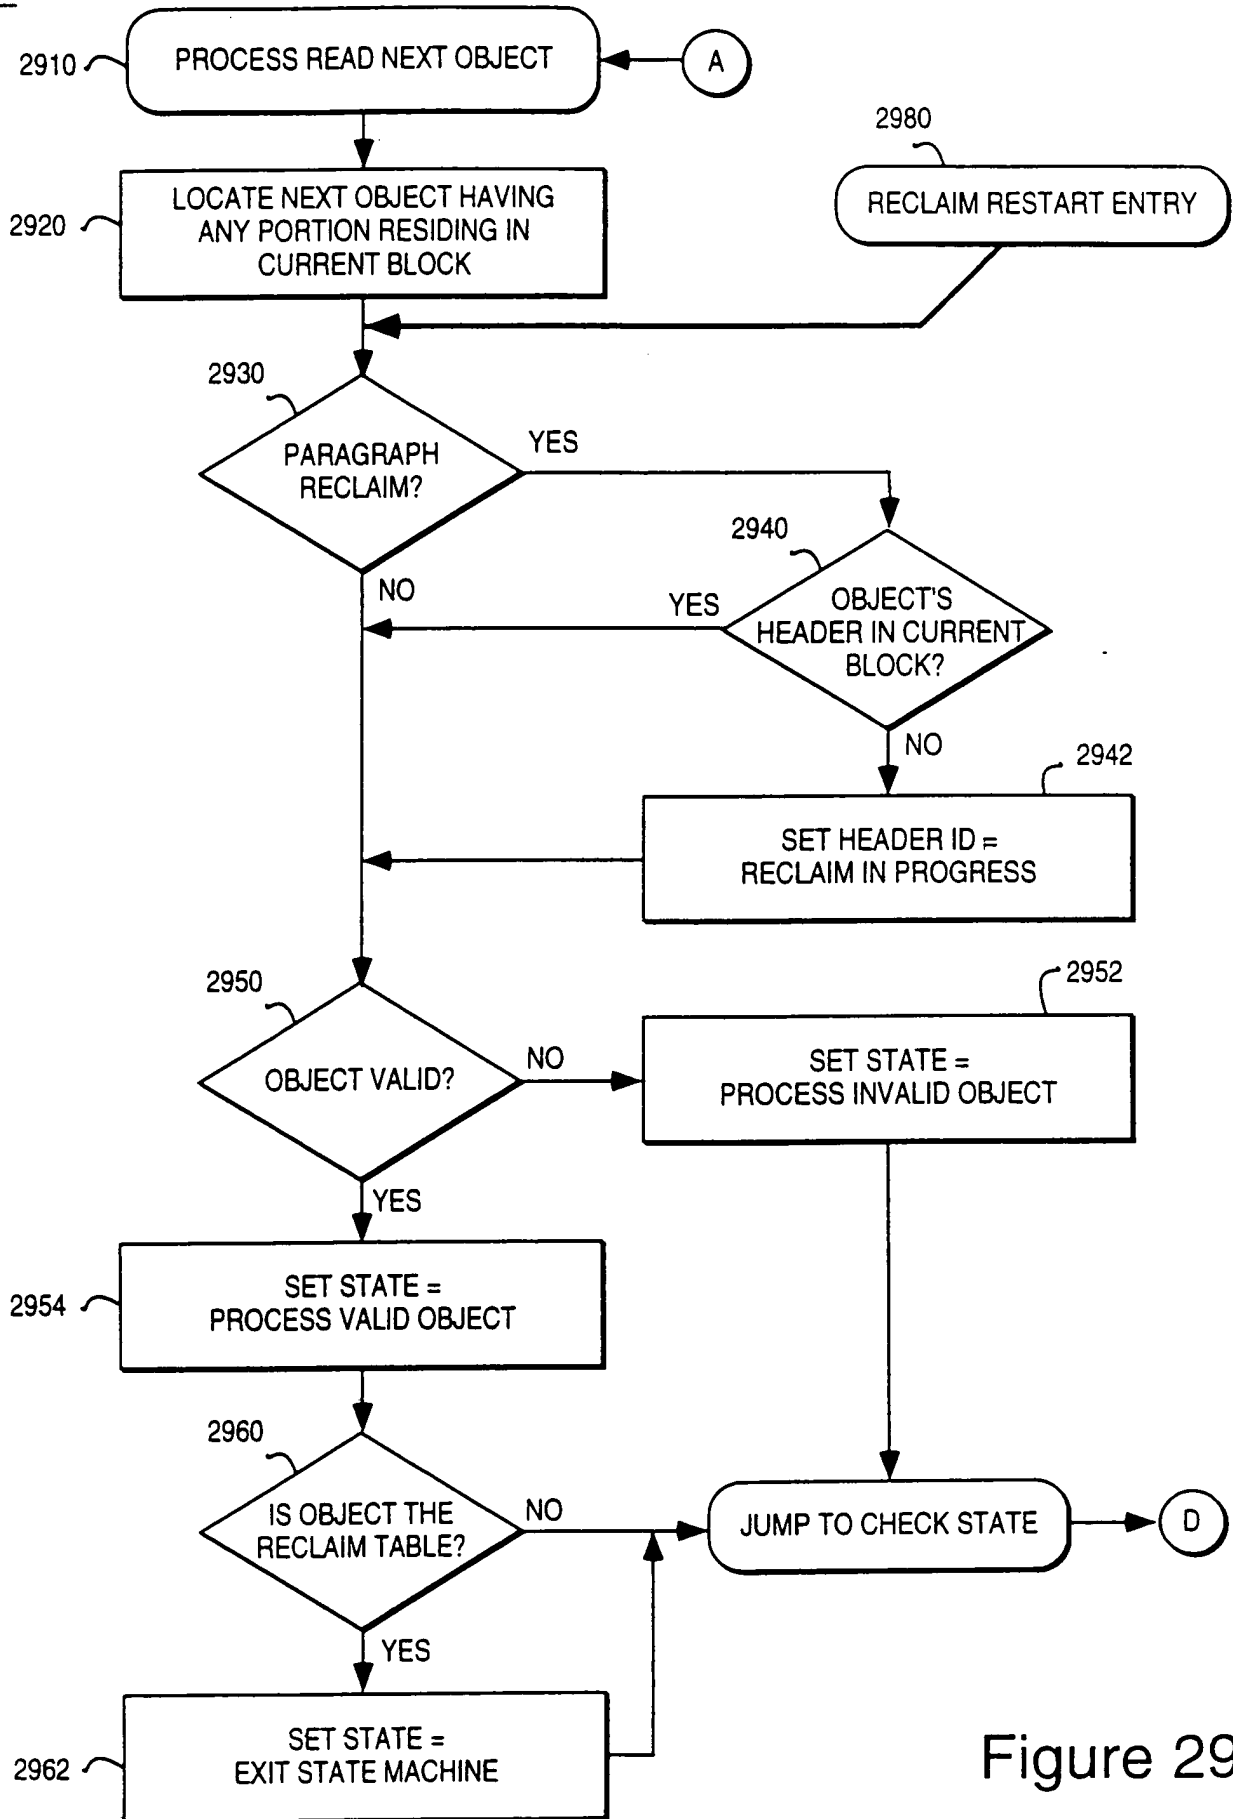 2910
PROCESS READ NEXT OBJECT
A
2980
RECLAIM RESTART ENTRY
2920
LOCATE NEXT OBJECT HAVING
ANY PORTION RESIDING IN
CURRENT BLOCK
2930
PARAGRAPH
RECLAIM?
YES
NO
2940
OBJECT'S
HEADER IN CURRENT
BLOCK?
YES
NO
2942
SET HEADER ID =
RECLAIM IN PROGRESS
2950
OBJECT VALID?
NO
YES
2952
SET STATE =
PROCESS INVALID OBJECT
2954
SET STATE =
PROCESS VALID OBJECT
2960
IS OBJECT THE
RECLAIM TABLE?
NO
YES
JUMP TO CHECK STATE
D
2962
SET STATE =
EXIT STATE MACHINE
Figure 29